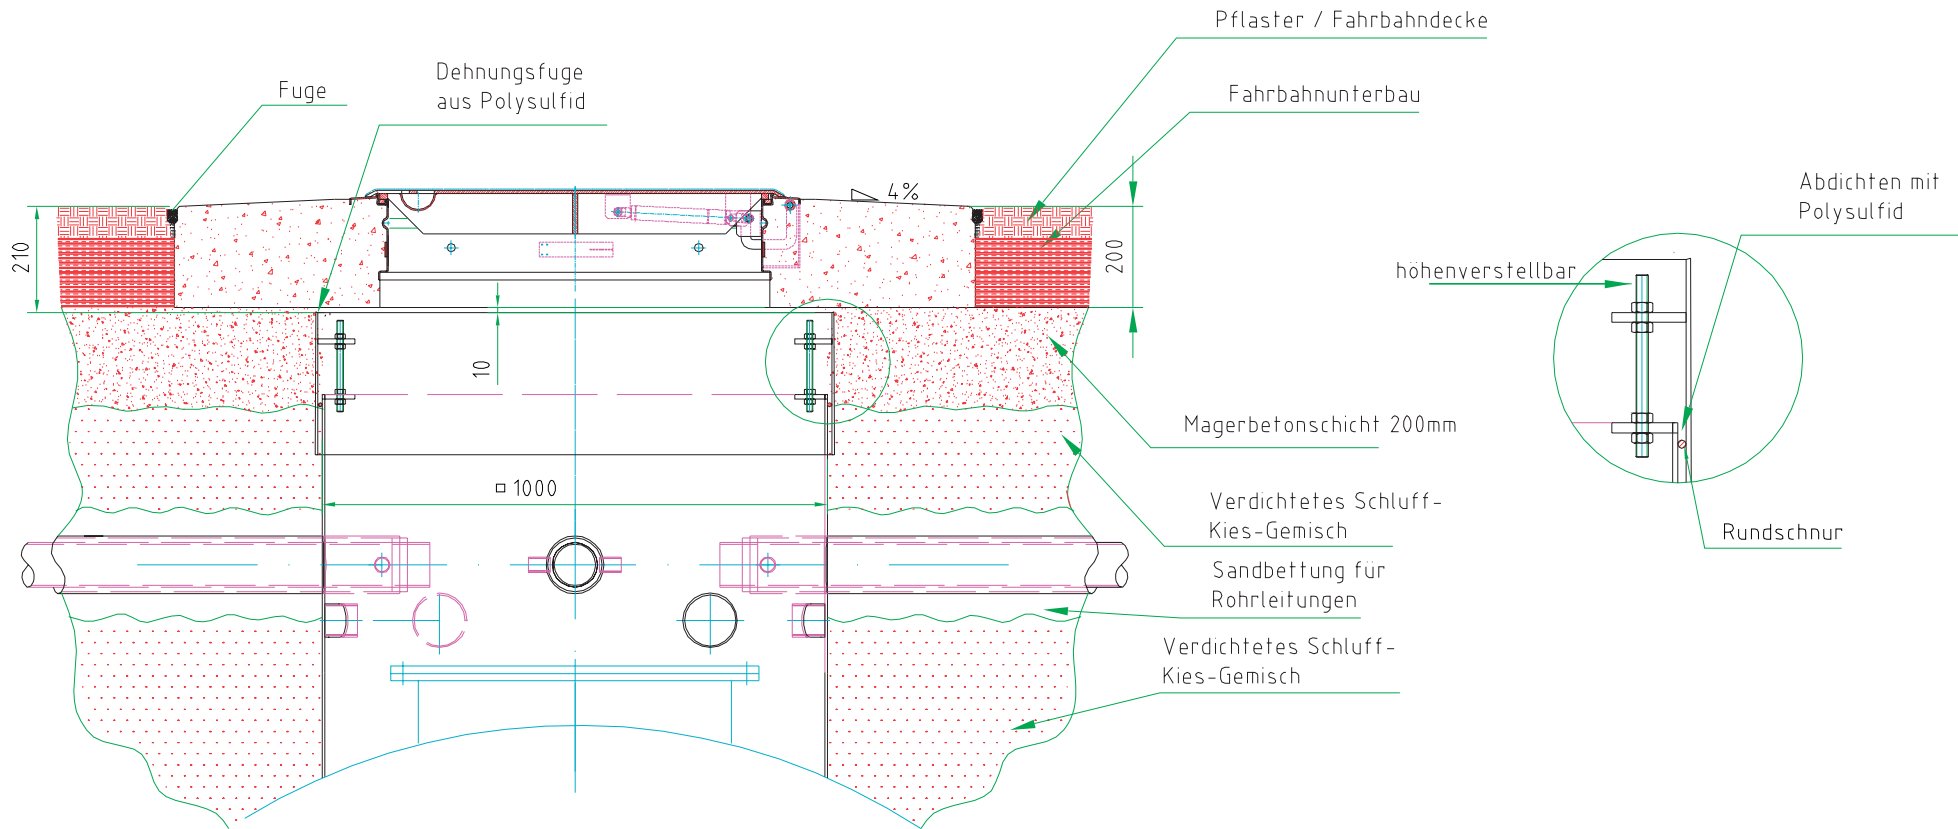 Pflaster / Fahrbahndecke
Dehnungsfuge
aus Polysulfid
Fuge
Fahrbahnunterbau
4%
Abdichten mit
Polysulfid
210
200
höhenverstellbar
10
Magerbetonschicht 200mm
□ 1000
Verdichtetes Schluff-
Kies-Gemisch
Rundschnur
Sandbettung für
Rohrleitungen
Verdichtetes Schluff-
Kies-Gemisch